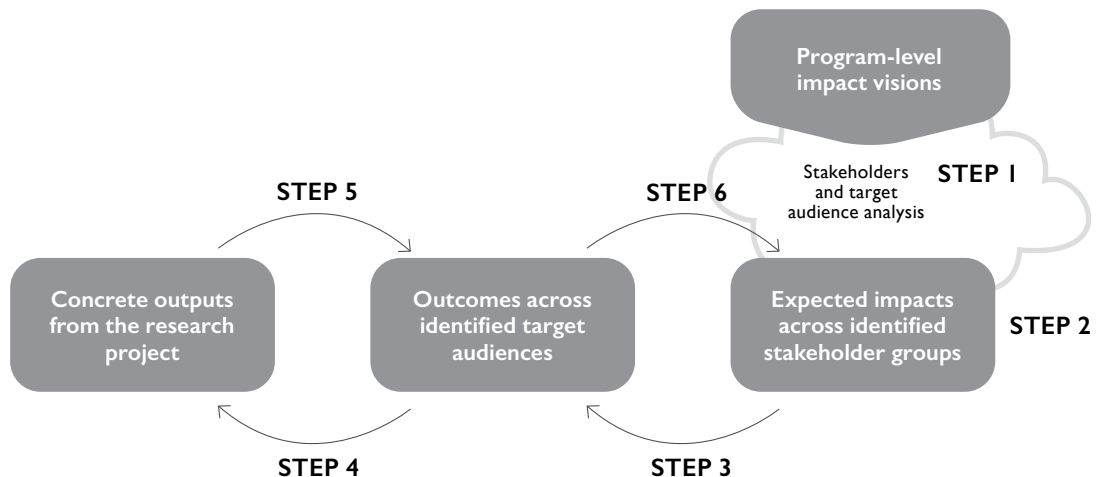 Program-level
impact visions
Stakeholders
and target
audience analysis
STEP 1
STEP 5
STEP 6
Concrete outputs
from the research
project
Outcomes across
identified target
audiences
Expected impacts
across identified
stakeholder groups
STEP 2
STEP 4
STEP 3